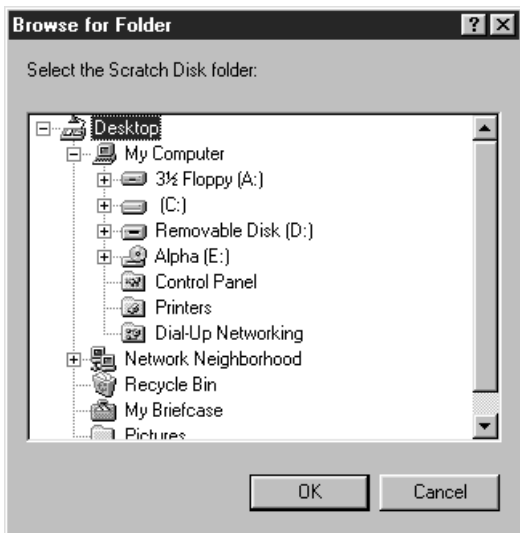 Browse for Folder
Select the Scratch Disk folder:
Desktop
My Computer
3½ Floppy (A:)
(C:)
Removable Disk (D:)
Alpha (E:)
Control Panel
Printers
Dial-Up Networking
Network Neighborhood
Recycle Bin
My Briefcase
Pictures
OK Cancel